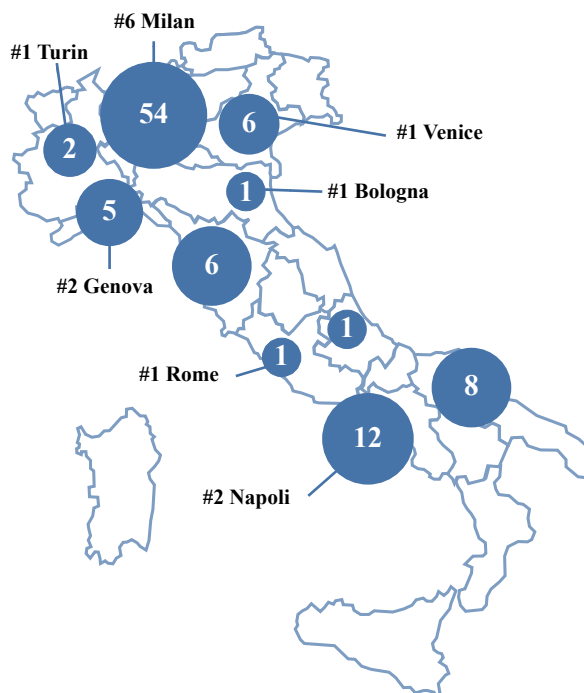 #6 Milan
#1 Turin
54
6
#1 Venice
2
1
#1 Bologna
5
6
#2 Genova
1
1
#1 Rome
8
12
#2 Napoli